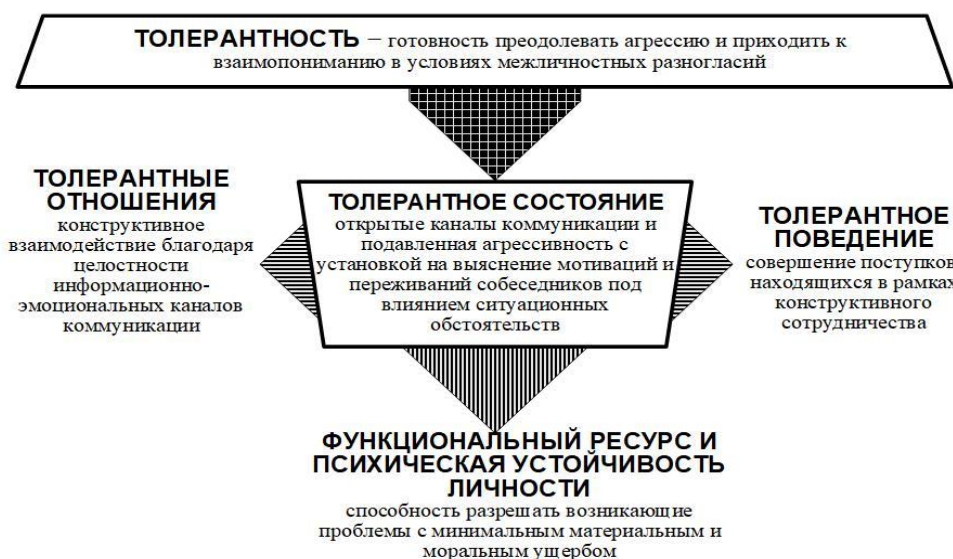 ТОЛЕРАНТНОСТЬ – готовность преодолевать агрессию и приходить к
взаимопониманию в условиях межличностных разногласий
ТОЛЕРАНТНЫЕ
ОТНОШЕНИЯ
конструктивное
взаимодействие благодаря
целостности
информационно-
эмоциональных каналов
коммуникации
ТОЛЕРАНТНОЕ СОСТОЯНИЕ
открытые каналы коммуникации и
подавленная агрессивность с
установкой на выяснение мотиваций и
переживаний собеседников под
влиянием ситуационных
обстоятельств
ТОЛЕРАНТНОЕ
ПОВЕДЕНИЕ
совершение поступков
находящихся в рамках
конструктивного
сотрудничества
ФУНКЦИОНАЛЬНЫЙ РЕСУРС И
ПСИХИЧЕСКАЯ УСТОЙЧИВОСТЬ
ЛИЧНОСТИ
способность разрешать возникающие
проблемы с минимальным материальным и
моральным ущербом